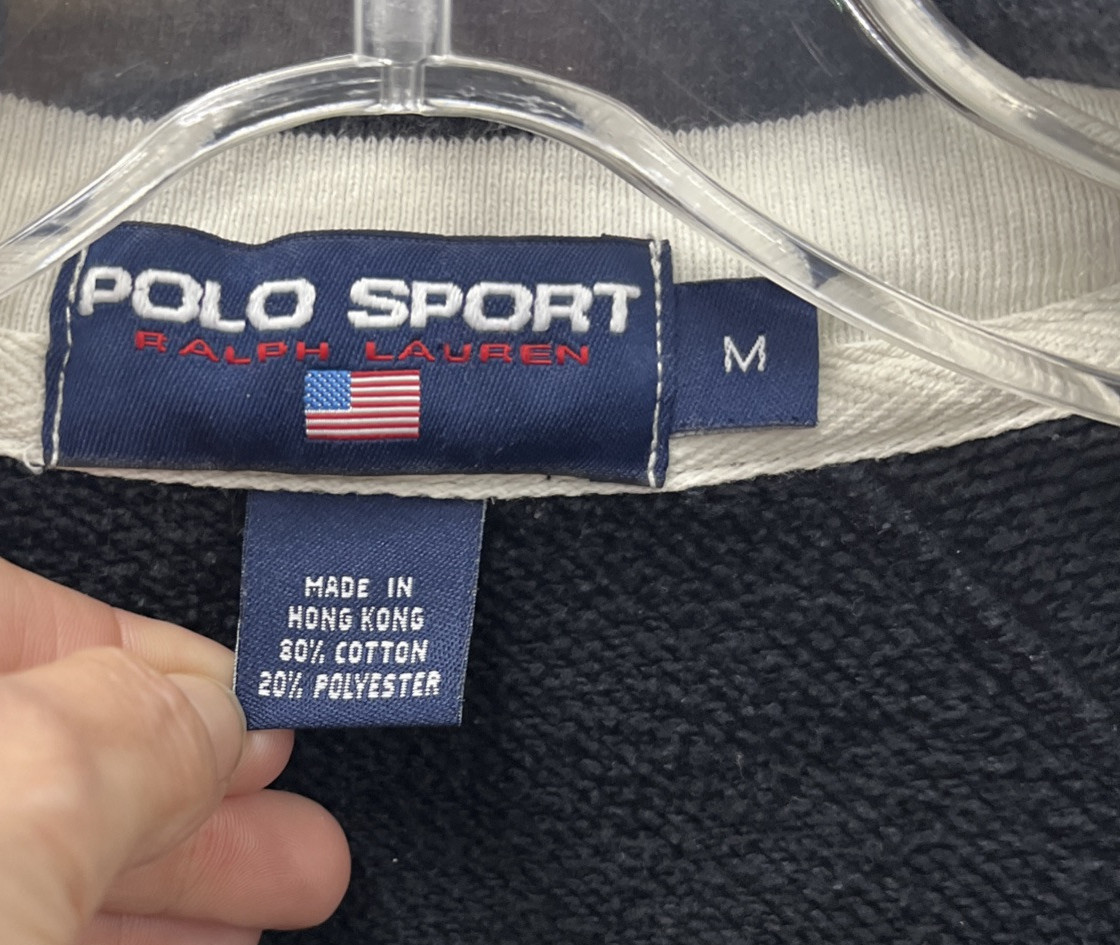 POLO SPORT
RALPH LAUREN
M
MADE IN
HONG KONG
80% COTTON
20% POLYESTER